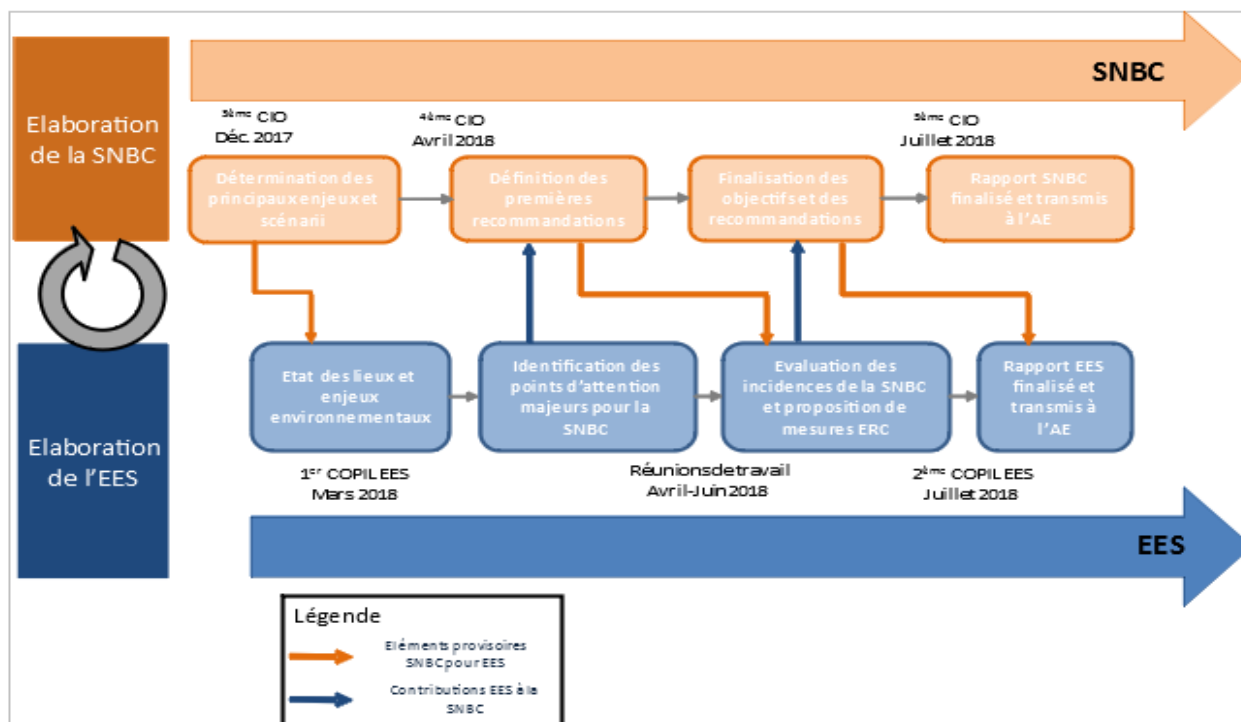 SNBC
Elaboration
de la SNBC
3ème CIO
Déc. 2017
4ème CIO
Avril 2018
5ème CIO
Juillet 2018
Détermination des
principaux enjeux et
scénarii
Définition des
premières
recommandations
Finalisation des
objectifs et des
recommandations
Rapport SNBC
finalisé et transmis
à l'AE
Elaboration
de l'EES
Etat des lieux et
enjeux
environnementaux
Identification des
points d'attention
majeurs pour la
SNBC
Evaluation des
incidences de la SNBC
et proposition de
mesures ERC
Rapport EES
finalisé et
transmis à
l'AE
1er COPIL EES
Mars 2018
Réunions de travail
Avril-Juin 2018
2ème COPIL EES
Juillet 2018
EES
Légende
Eléments provisoires
SNBC pour EES
Contributions EES à la
SNBC